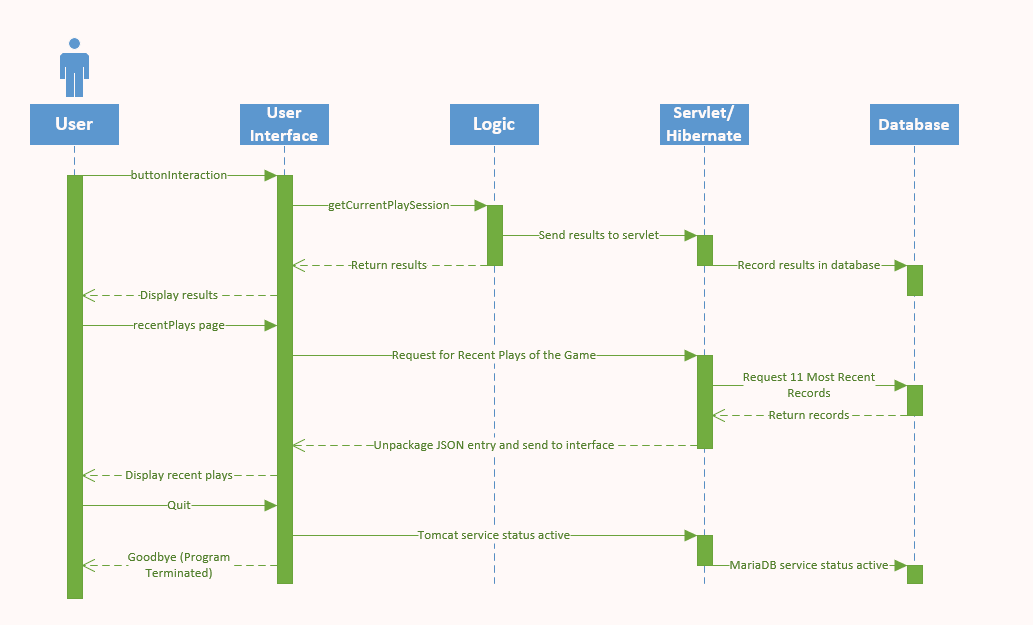 User
User
Interface
Logic
Servlet/
Hibernate
Database
buttonInteraction
getCurrentPlaySession
Send results to servlet
Return results
Record results in database
Display results
recentPlays page
Request for Recent Plays of the Game
Request 11 Most Recent
Records
Return records
Unpackage JSON entry and send to interface
Display recent plays
Quit
Tomcat service status active
Goodbye (Program
Terminated)
MariaDB service status active